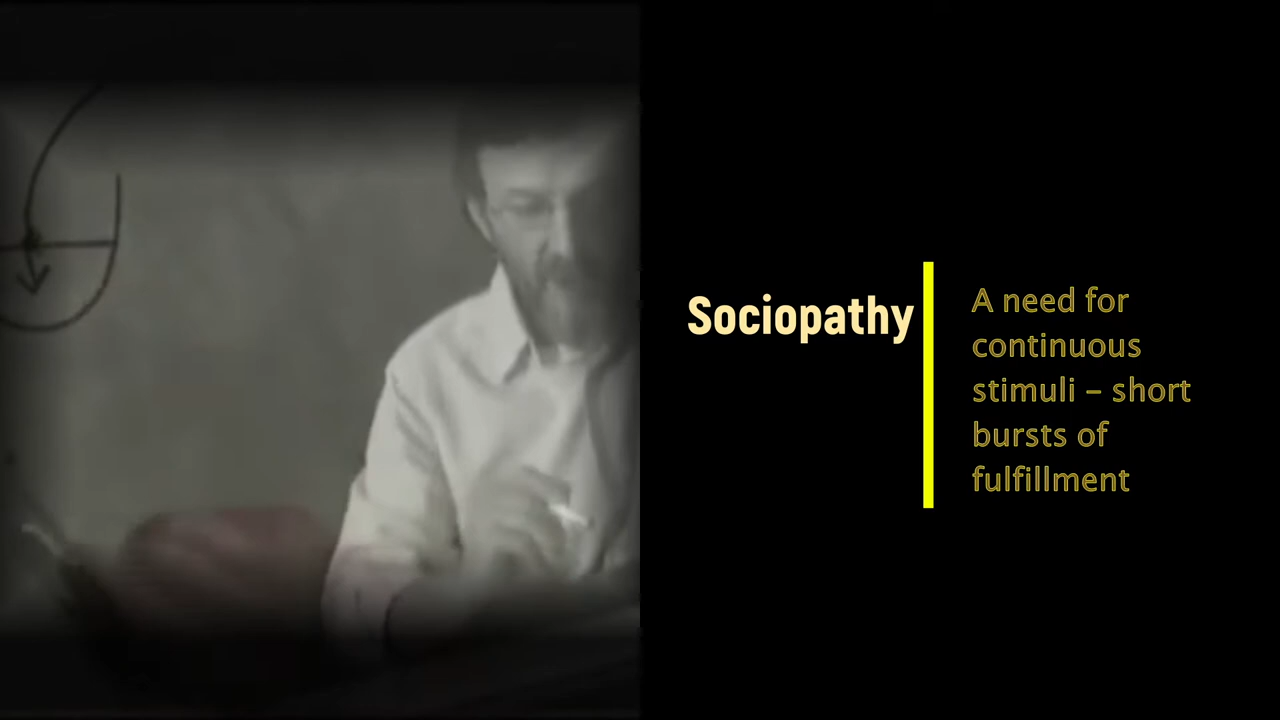 Sociopathy
A need for
continuous
stimuli – short
bursts of
fulfillment